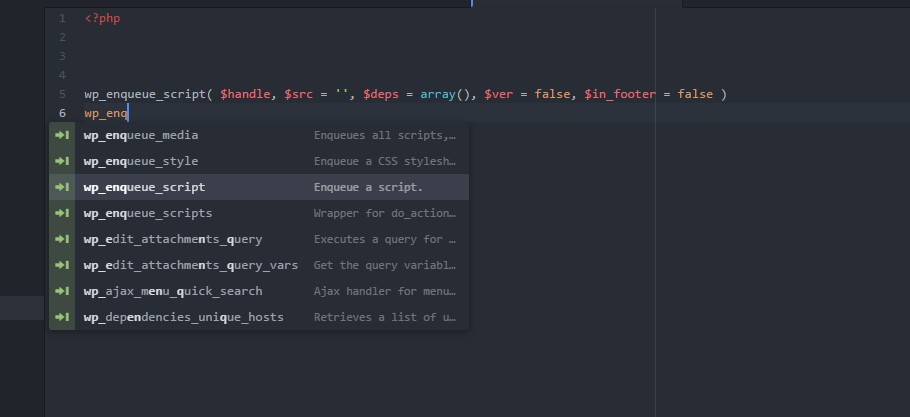 1 <?php
2
3
4
5 wp_enqueue_script( $handle, $src = '', $deps = array(), $ver = false, $in_footer = false )
6 wp_enq
wp_enqueue_media Enqueues all scripts,…
wp_enqueue_style Enqueue a CSS stylesh…
wp_enqueue_script Enqueue a script.
wp_enqueue_scripts Wrapper for do_action…
wp_edit_attachments_query Executes a query for …
wp_edit_attachments_query_vars Get the query variabl…
wp_ajax_menu_quick_search Ajax handler for menu…
wp_dependencies_unique_hosts Retrieves a list of u…